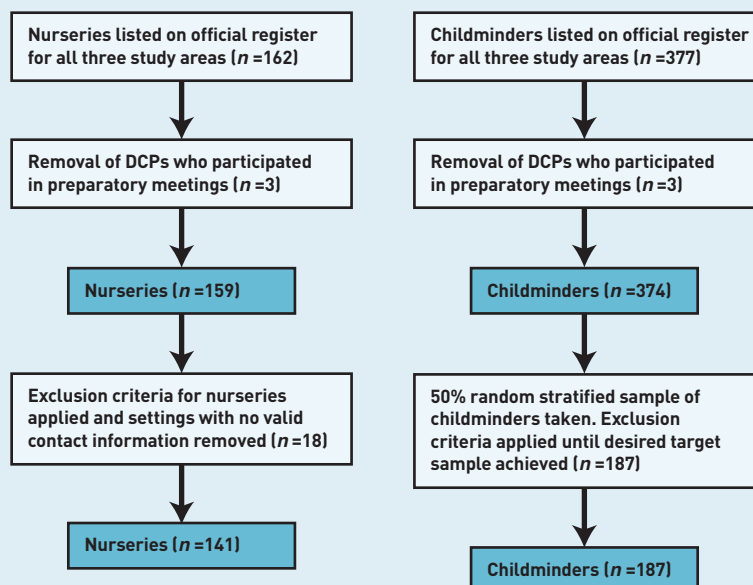 Nurseries listed on official register
for all three study areas (n =162)
Removal of DCPs who participated
in preparatory meetings (n =3)
Nurseries (n =159)
Exclusion criteria for nurseries
applied and settings with no valid
contact information removed (n =18)
Nurseries (n =141)
Childminders listed on official register
for all three study areas (n =377)
Removal of DCPs who participated
in preparatory meetings (n =3)
Childminders (n =374)
50% random stratified sample of
childminders taken. Exclusion
criteria applied until desired target
sample achieved (n =187)
Childminders (n =187)